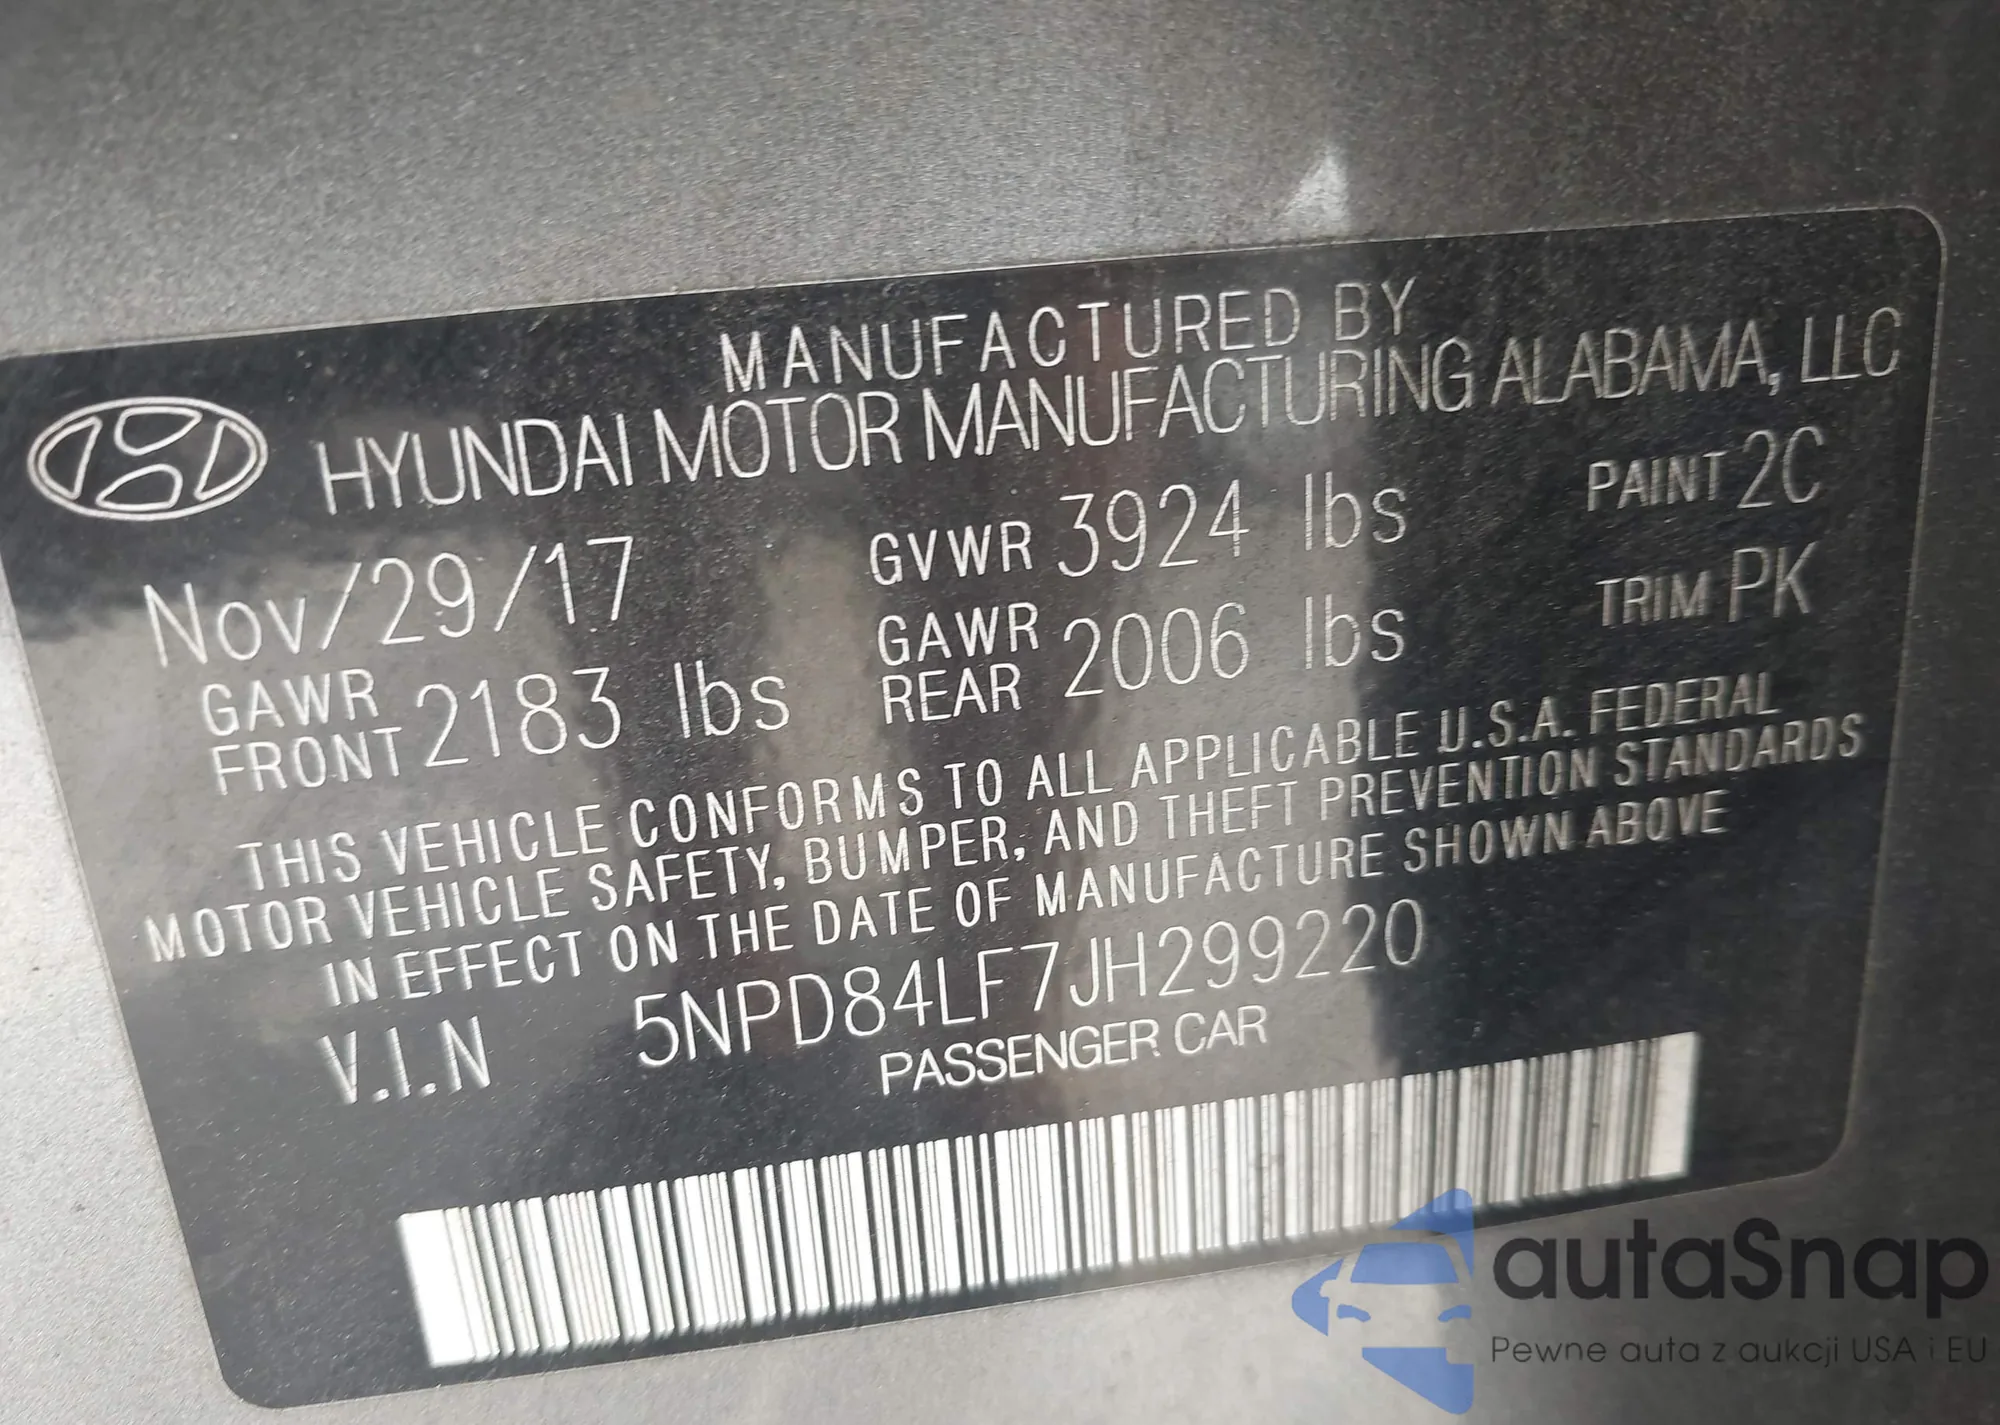 MANUFACTURED BY
HYUNDAI MOTOR MANUFACTURING ALABAMA, LLC
Nov/29/17 GVWR 3924 lbs PAINT 2C
GAWR FRONT 2183 lbs GAWR REAR 2006 lbs TRIM PK
THIS VEHICLE CONFORMS TO ALL APPLICABLE U.S.A. FEDERAL
MOTOR VEHICLE SAFETY, BUMPER, AND THEFT PREVENTION STANDARDS
IN EFFECT ON THE DATE OF MANUFACTURE SHOWN ABOVE
V.I.N 5NPD84LF7JH299220
PASSENGER CAR
autaSnap
Pewne auta z aukcji USA i EU